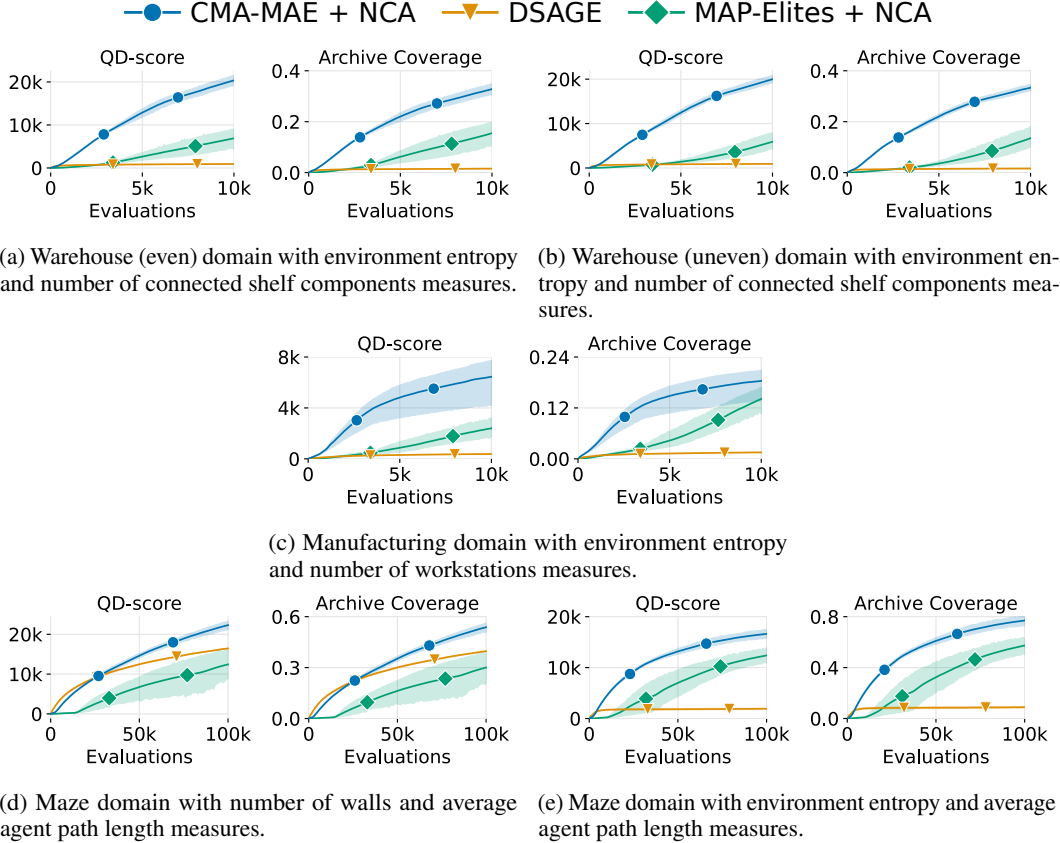 CMA-MAE + NCA DSAGE MAP-Elites + NCA
QD-score Archive Coverage QD-score Archive Coverage
20k 0.4 20k 0.4
10k 0.2 10k 0.2
0 0.0 0 0.0
0 5k 10k 0 5k 10k 0 5k 10k 0 5k 10k
Evaluations Evaluations Evaluations Evaluations
(a) Warehouse (even) domain with environment entropy
and number of connected shelf components measures.
(b) Warehouse (uneven) domain with environment en-
tropy and number of connected shelf components mea-
sures.
QD-score Archive Coverage
8k 0.24
4k 0.12
0 0.00
0 5k 10k 0 5k 10k
Evaluations Evaluations
(c) Manufacturing domain with environment entropy
and number of workstations measures.
QD-score Archive Coverage QD-score Archive Coverage
20k 0.6 20k 0.8
10k 0.3 10k 0.4
0 0.0 0 0.0
0 50k 100k 0 50k 100k 0 50k 100k 0 50k 100k
Evaluations Evaluations Evaluations Evaluations
(d) Maze domain with number of walls and average
agent path length measures.
(e) Maze domain with environment entropy and average
agent path length measures.